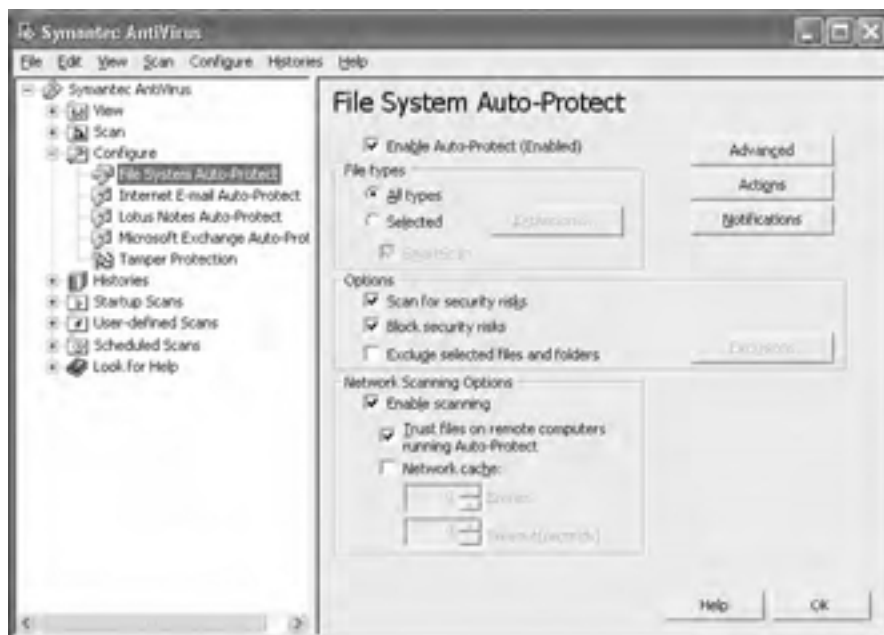 Symantec AntiVirus
File Edit View Scan Configure Histories Help
Symantec AntiVirus
View
Scan
Configure
File System Auto-Protect
Internet E-mail Auto-Protect
Lotus Notes Auto-Protect
Microsoft Exchange Auto-Prot
Tamper Protection
Histories
Startup Scans
User-defined Scans
Scheduled Scans
Look for Help
File System Auto-Protect
Enable Auto-Protect (Enabled)
Advanced
Actions
Notifications
File types
All types
Selected
SmartScan
Options
Scan for security risks
Block security risks
Exclude selected files and folders
Network Scanning Options
Enable scanning
Trust files on remote computers
running Auto-Protect
Network cache:
Help
OK